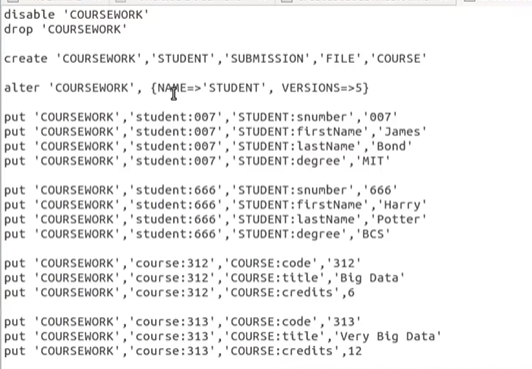 disable 'COURSEWORK'
drop 'COURSEWORK'
create 'COURSEWORK','STUDENT','SUBMISSION','FILE','COURSE'
alter 'COURSEWORK', {NAME=>'STUDENT', VERSIONS=>5}
put 'COURSEWORK','student:007','STUDENT:snumber','007'
put 'COURSEWORK','student:007','STUDENT:firstName','James'
put 'COURSEWORK','student:007','STUDENT:lastName','Bond'
put 'COURSEWORK','student:007','STUDENT:degree','MIT'
put 'COURSEWORK','student:666','STUDENT:snumber','666'
put 'COURSEWORK','student:666','STUDENT:firstName','Harry'
put 'COURSEWORK','student:666','STUDENT:lastName','Potter'
put 'COURSEWORK','student:666','STUDENT:degree','BCS'
put 'COURSEWORK','course:312','COURSE:code','312'
put 'COURSEWORK','course:312','COURSE:title','Big Data'
put 'COURSEWORK','course:312','COURSE:credits',6
put 'COURSEWORK','course:313','COURSE:code','313'
put 'COURSEWORK','course:313','COURSE:title','Very Big Data'
put 'COURSEWORK','course:313','COURSE:credits',12